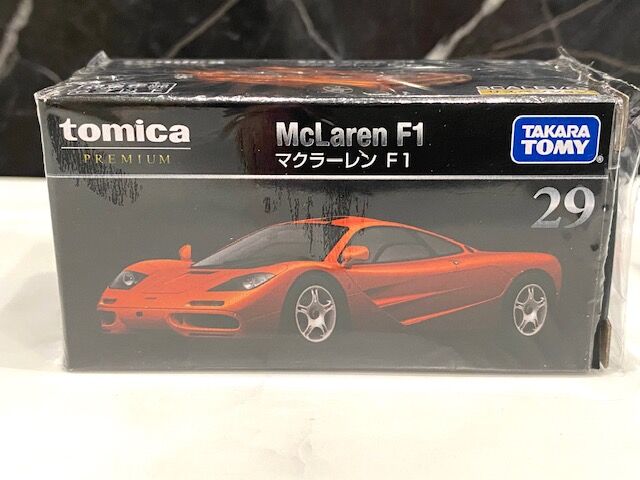 tomica
PREMIUM
McLaren F1
マクラーレン F1
TAKARA
TOMY
29